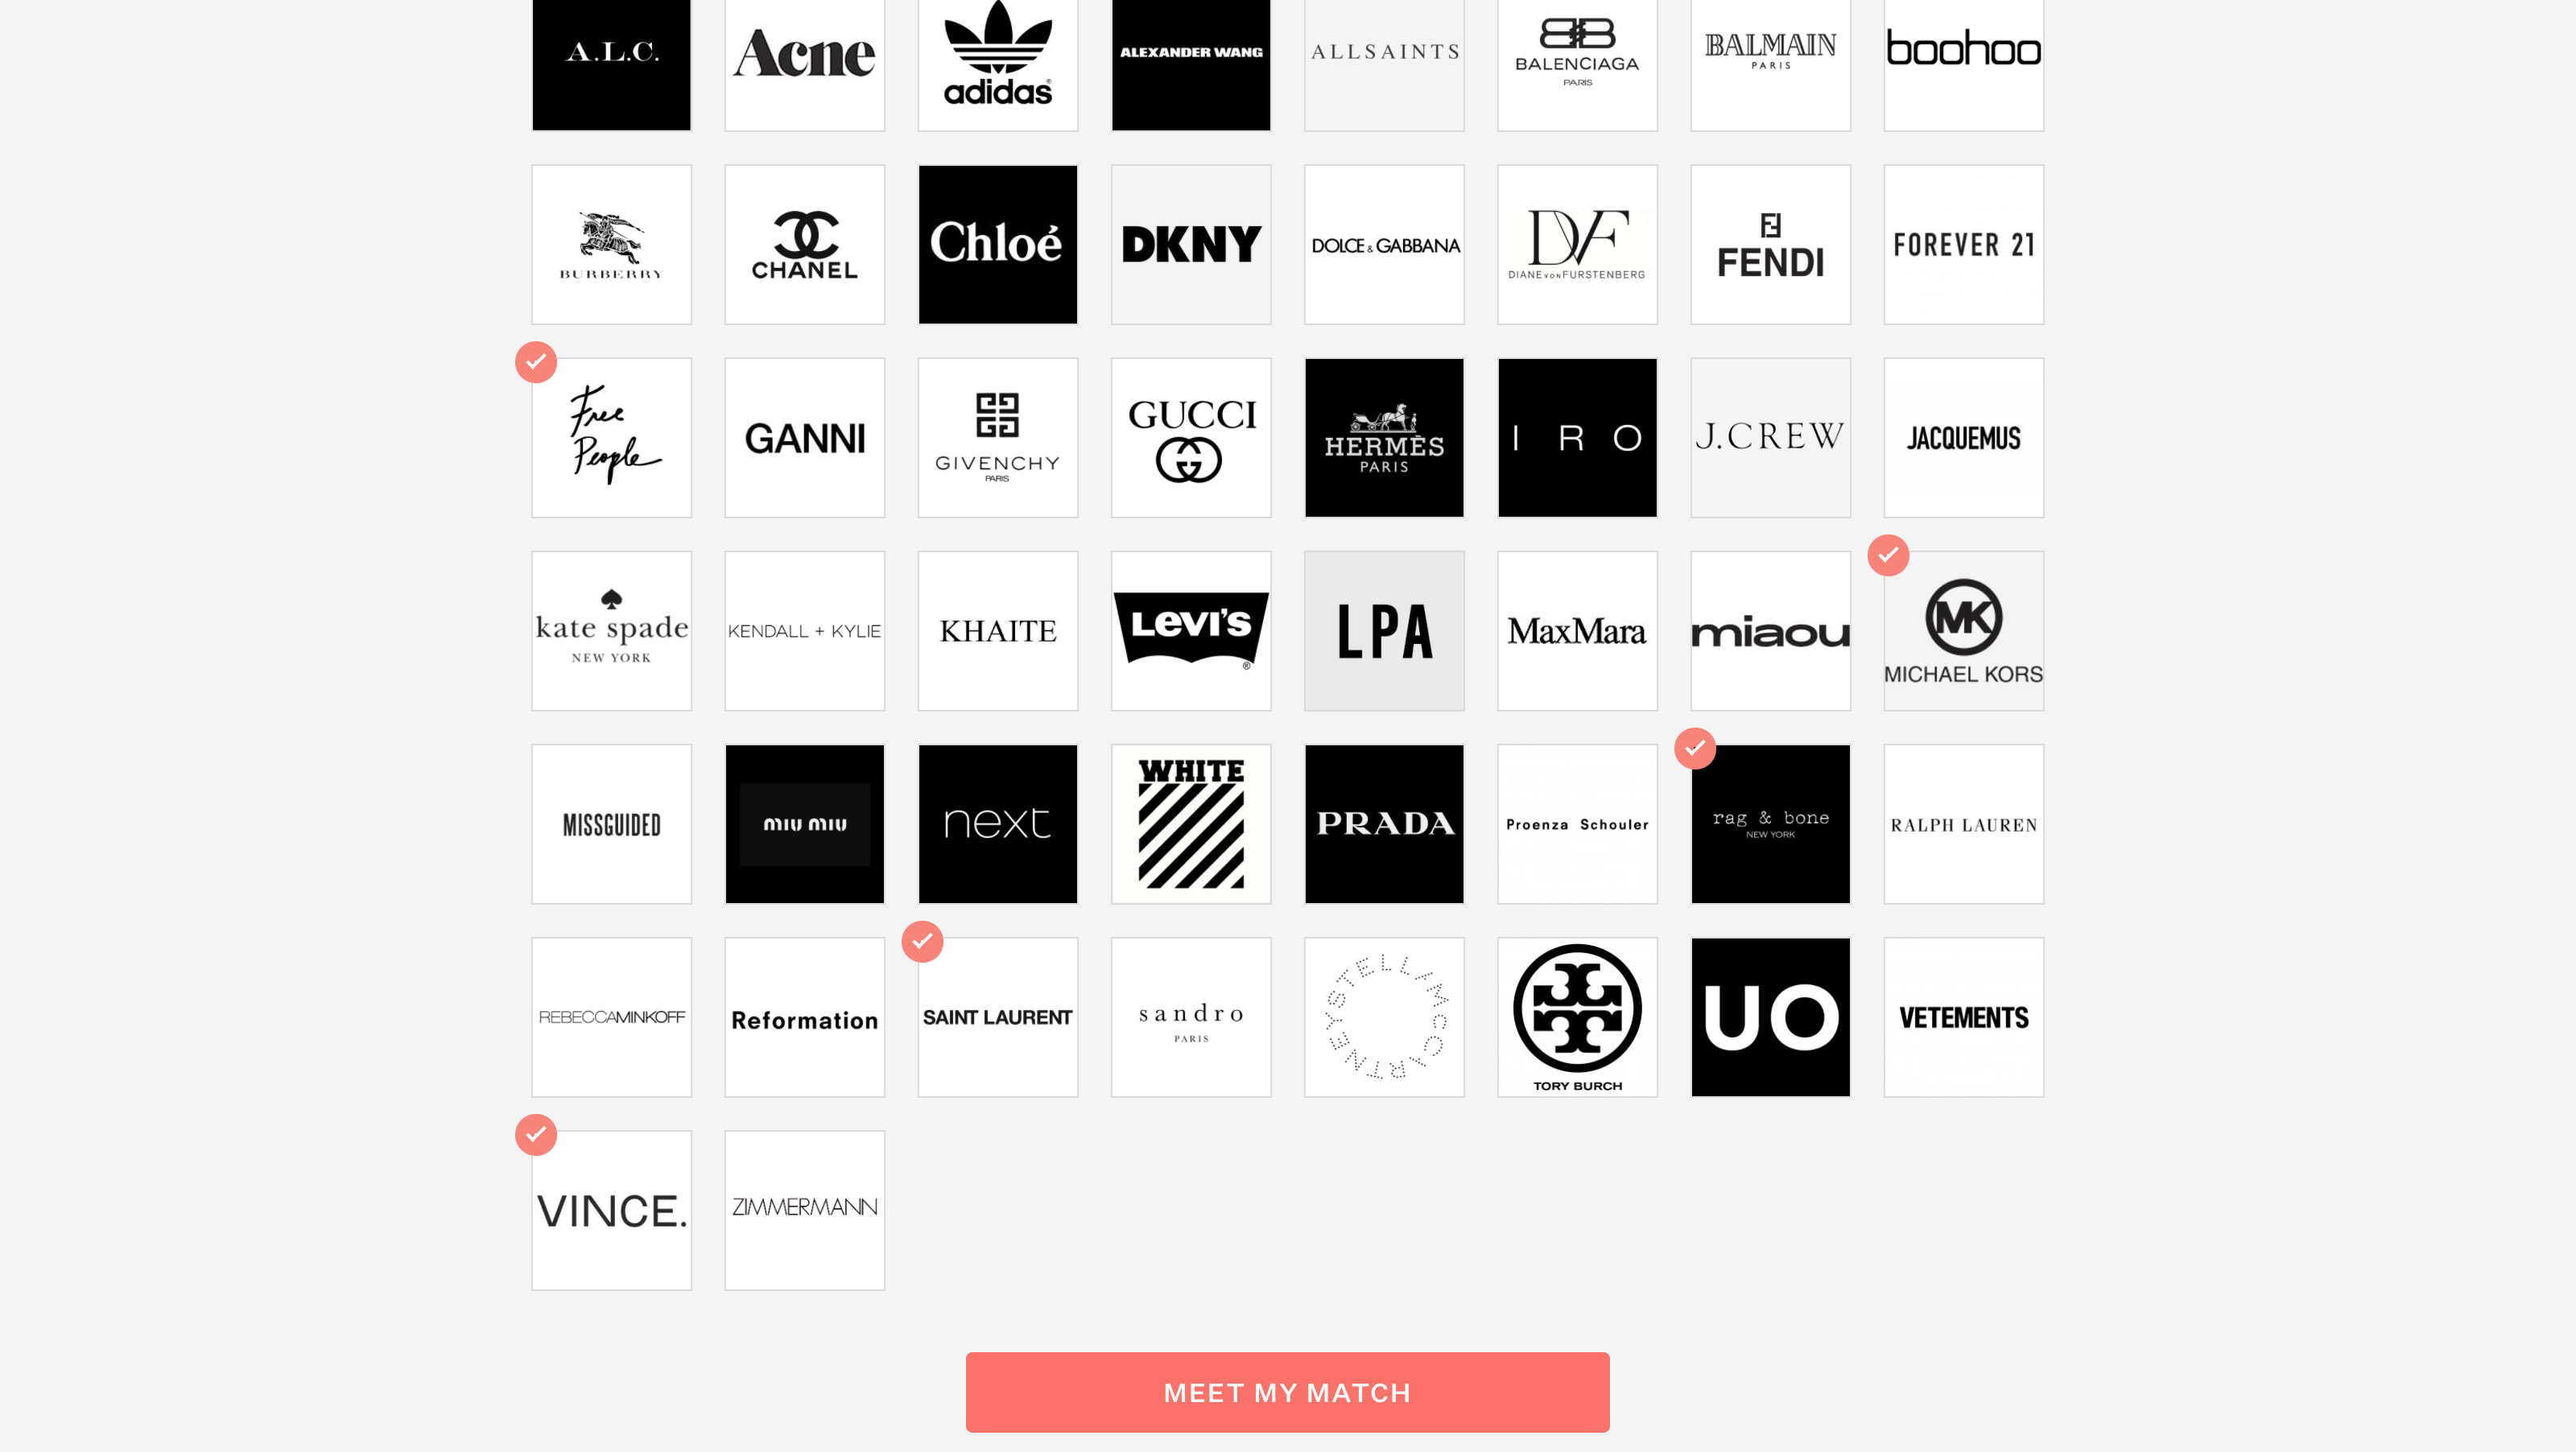 A.L.C.
Acne
adidas®
ALEXANDER WANG
ALLSAINTS
BB
BALENCIAGA
PARIS
BALMAIN
PARIS
boohoo
BURBERRY
CHANEL
Chloé
DKNY
DOLCE & GABBANA
DVF
DIANE VON FURSTENBERG
FENDI
FOREVER 21
Free
People
GANNI
GIVENCHY
PARIS
GUCCI
HERMÈS
PARIS
I R O
J.CREW
JACQUEMUS
kate spade
NEW YORK
KENDALL + KYLIE
KHAITE
LEVI'S
®
LPA
MaxMara
miaou
MK
MICHAEL KORS
MISSGUIDED
miu miu
next
WHITE
PRADA
Proenza Schouler
rag & bone
NEW YORK
RALPH LAUREN
REBECCAMINKOFF
Reformation
SAINT LAURENT
sandro
PARIS
STELLA McCARTNEY
TORY BURCH
UO
VETEMENTS
VINCE.
ZIMMERMANN
MEET MY MATCH